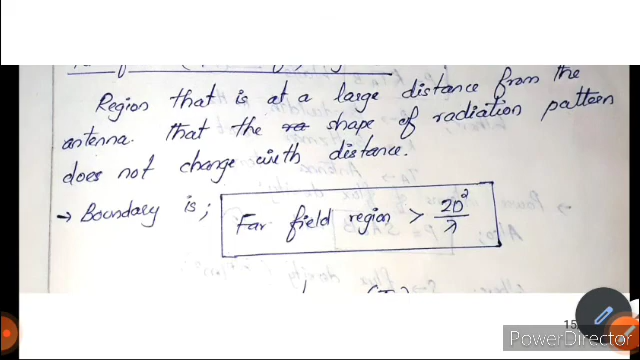 Region that is at a large distance from the
antenna. that the shape of radiation pattern
does not change with distance.
→ Boundary is;
Far field region > 2D²/λ
15
PowerDirector